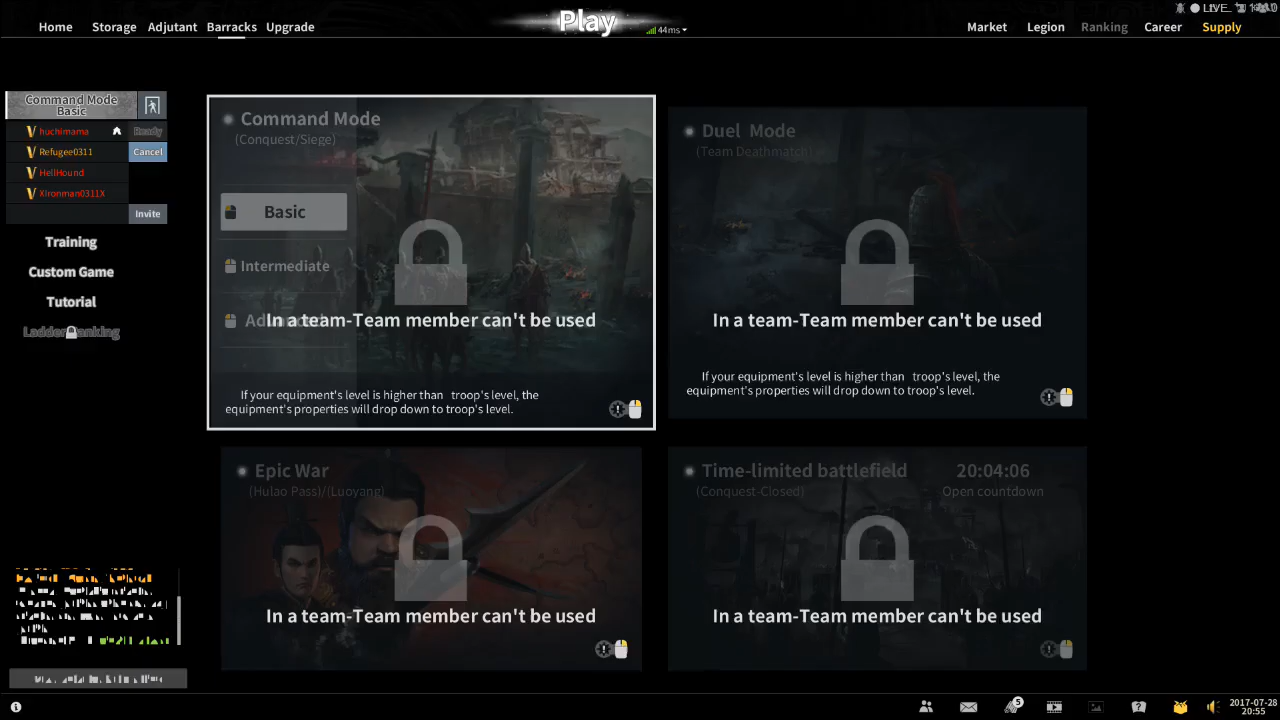 Play
Home Storage Adjutant Barracks Upgrade
44ms
LIVE
Market Legion Ranking Career Supply
Command Mode
Basic
huchimama Ready
Refugee0311 Cancel
HellHound
XIronman0311X
Invite
Training
Custom Game
Tutorial
Ladder Ranking
Command Mode
(Conquest/Siege)
Basic
Intermediate
In a team-Team member can't be used
If your equipment's level is higher than troop's level, the
equipment's properties will drop down to troop's level.
Duel Mode
(Team Deathmatch)
In a team-Team member can't be used
If your equipment's level is higher than troop's level, the
equipment's properties will drop down to troop's level.
Epic War
(Hulao Pass)/(Luoyang)
In a team-Team member can't be used
Time-limited battlefield 20:04:06
(Conquest-Closed) Open countdown
In a team-Team member can't be used
5
2017-07-28
20:55